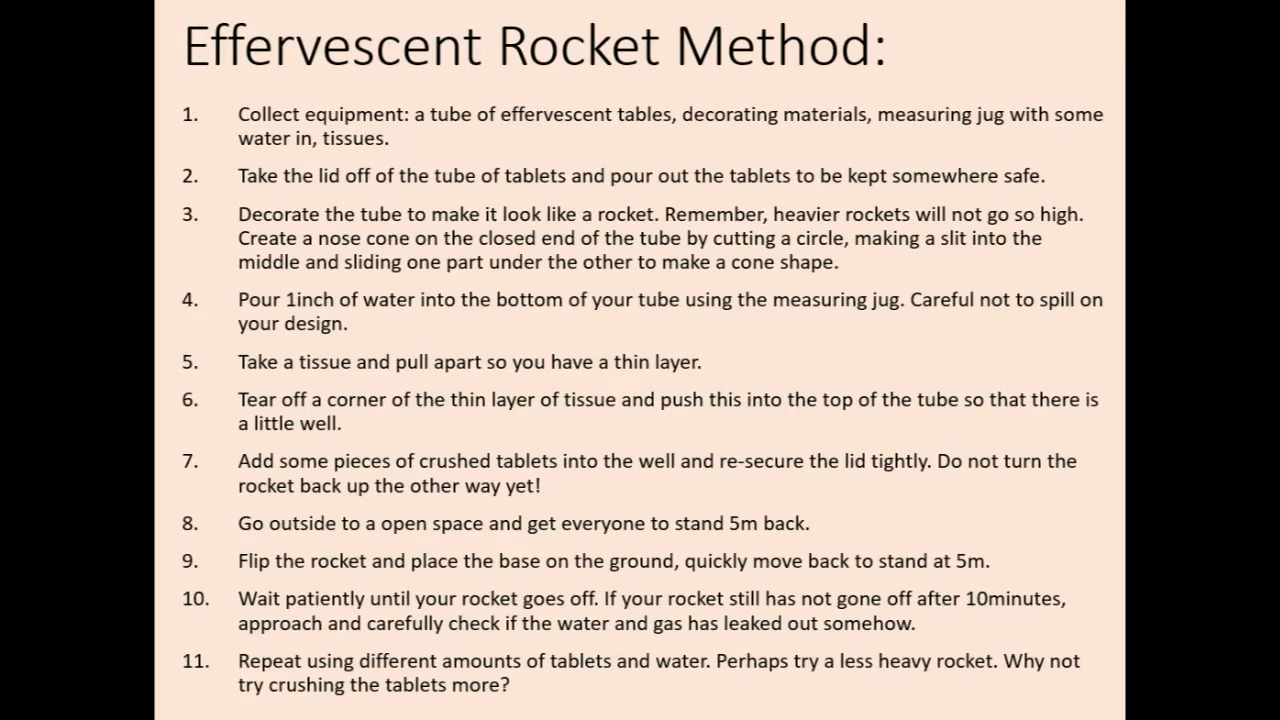 Effervescent Rocket Method:
1. Collect equipment: a tube of effervescent tables, decorating materials, measuring jug with some
water in, tissues.
2. Take the lid off of the tube of tablets and pour out the tablets to be kept somewhere safe.
3. Decorate the tube to make it look like a rocket. Remember, heavier rockets will not go so high.
Create a nose cone on the closed end of the tube by cutting a circle, making a slit into the
middle and sliding one part under the other to make a cone shape.
4. Pour 1inch of water into the bottom of your tube using the measuring jug. Careful not to spill on
your design.
5. Take a tissue and pull apart so you have a thin layer.
6. Tear off a corner of the thin layer of tissue and push this into the top of the tube so that there is
a little well.
7. Add some pieces of crushed tablets into the well and re-secure the lid tightly. Do not turn the
rocket back up the other way yet!
8. Go outside to a open space and get everyone to stand 5m back.
9. Flip the rocket and place the base on the ground, quickly move back to stand at 5m.
10. Wait patiently until your rocket goes off. If your rocket still has not gone off after 10minutes,
approach and carefully check if the water and gas has leaked out somehow.
11. Repeat using different amounts of tablets and water. Perhaps try a less heavy rocket. Why not
try crushing the tablets more?